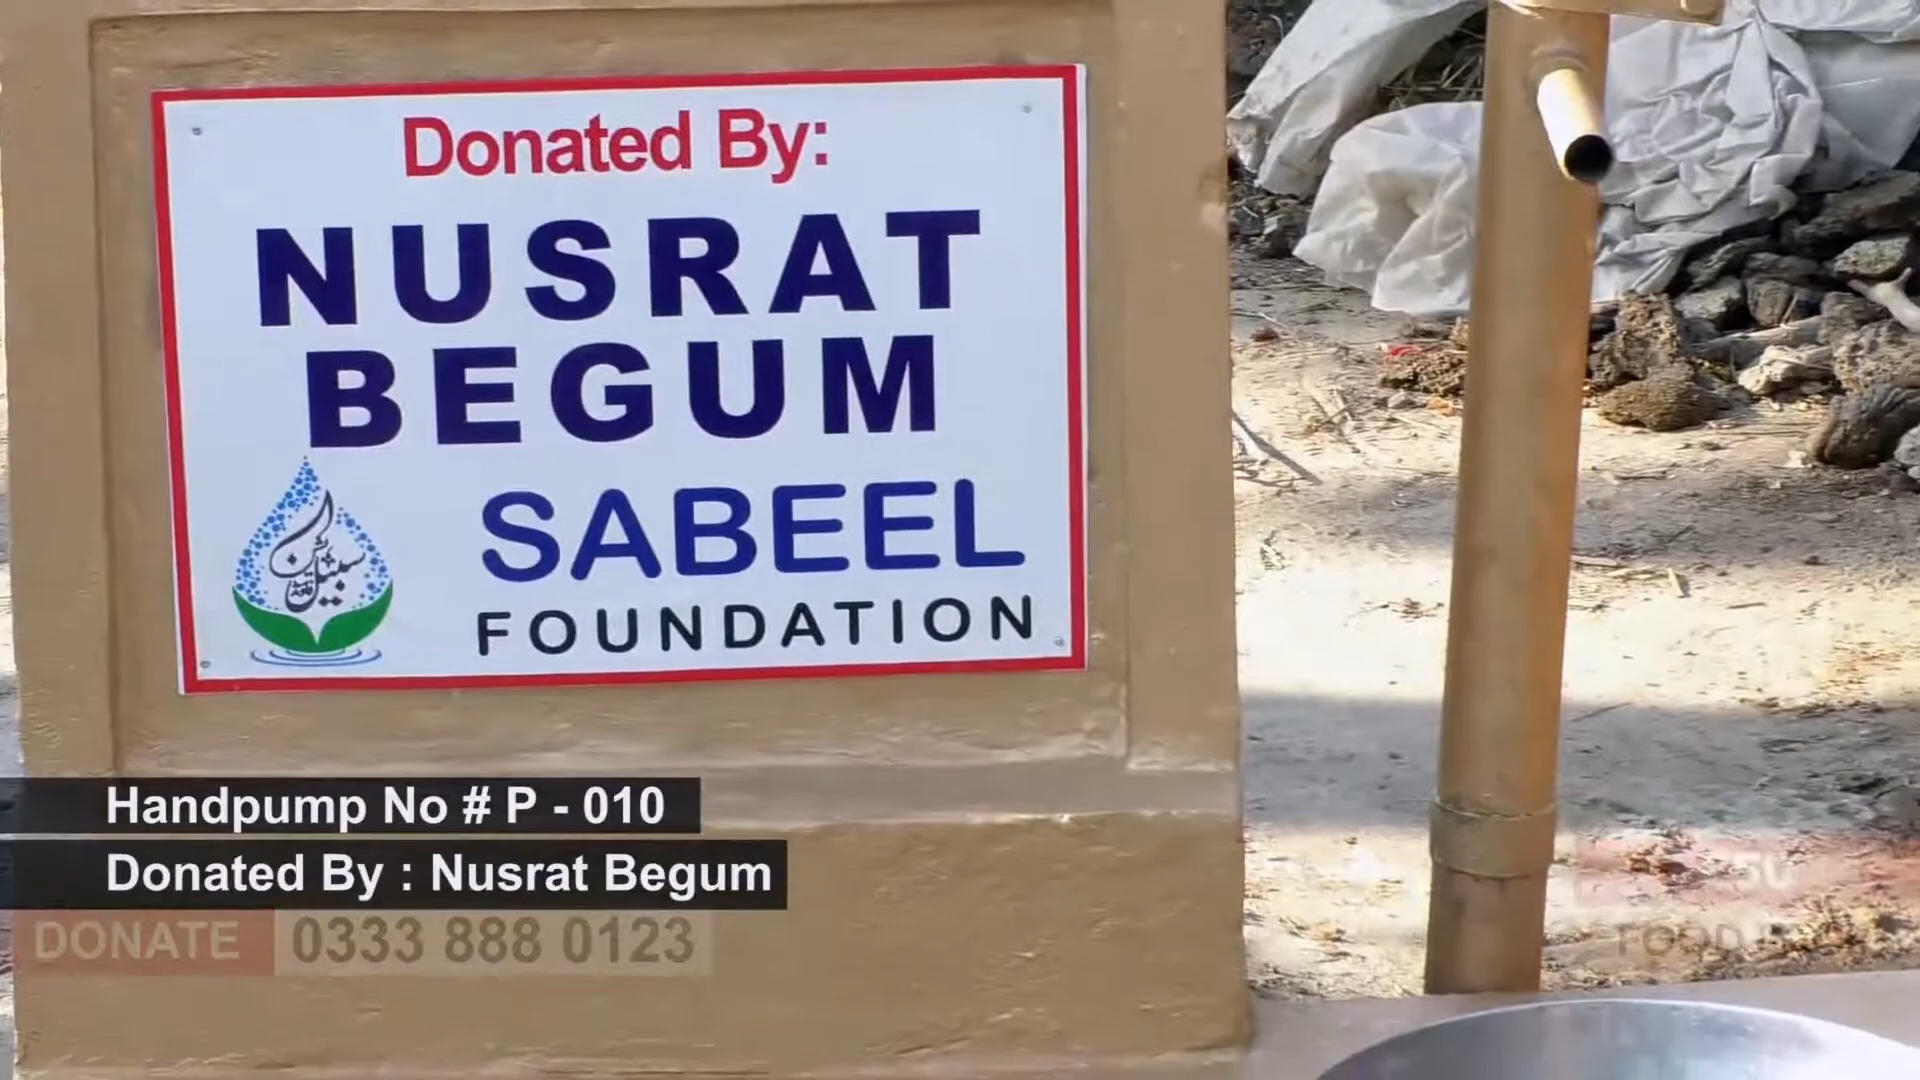 Donated By:
NUSRAT
BEGUM
SABEEL
FOUNDATION
Handpump No # P - 010
Donated By : Nusrat Begum
DONATE 0333 888 0123